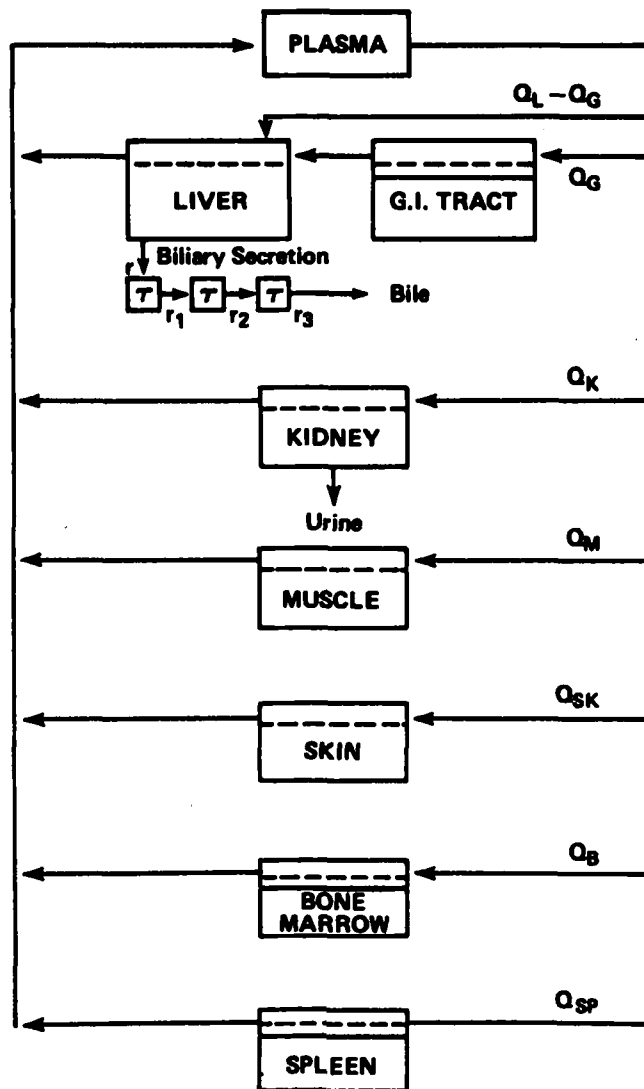 PLASMA
Q_L – Q_G
LIVER
G.I. TRACT
Q_G
r Biliary Secretion
τ τ τ Bile
r_1 r_2 r_3
Q_K
KIDNEY
Urine
Q_M
MUSCLE
Q_SK
SKIN
Q_B
BONE
MARROW
Q_SP
SPLEEN